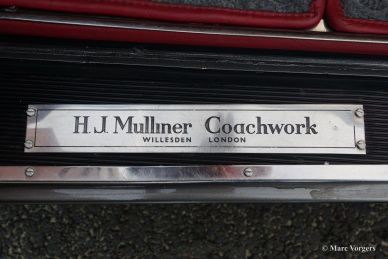 H.J. Mulliner Coachwork
WILLESDEN LONDON
© Marc Vorgers